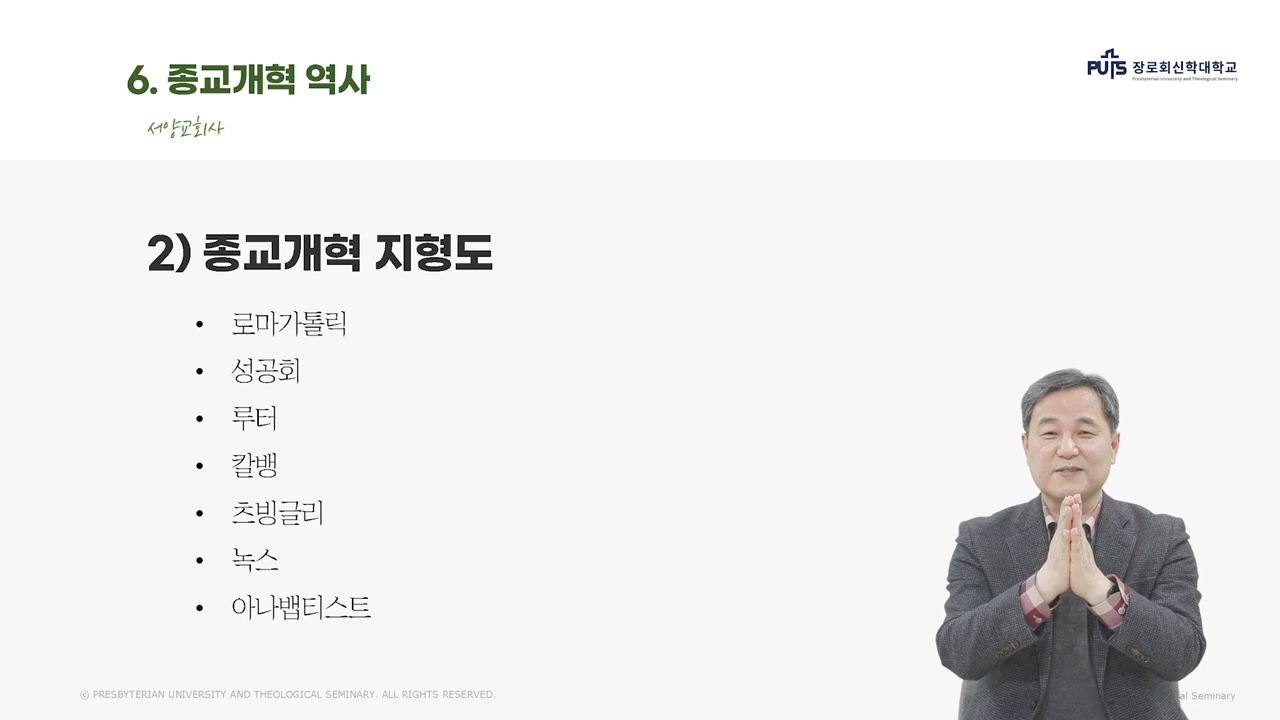 6. 종교개혁 역사
서양교회사
PUTS 장로회신학대학교
Presbyterian University and Theological Seminary
2) 종교개혁 지형도
• 로마가톨릭
• 성공회
• 루터
• 칼뱅
• 츠빙글리
• 녹스
• 아나뱁티스트
© PRESBYTERIAN UNIVERSITY AND THEOLOGICAL SEMINARY. ALL RIGHTS RESERVED.
al Seminary